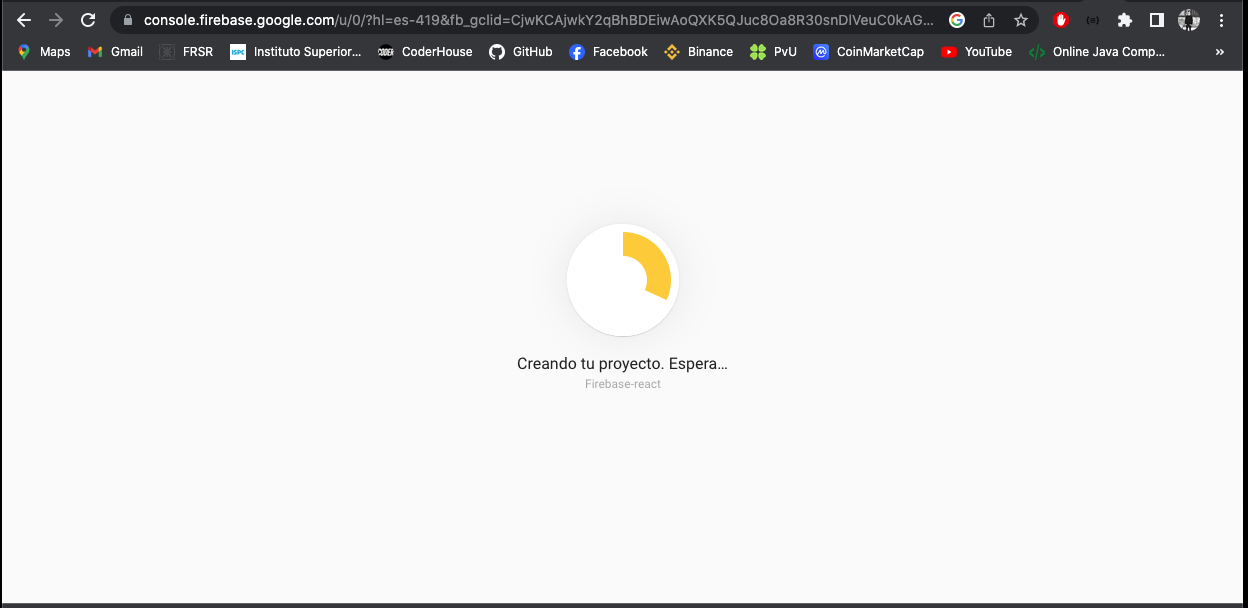 console.firebase.google.com/u/0/?hl=es-419&fb_gclid=CjwKCAjwkY2qBhBDEiwAoQXK5QJuc8Oa8R30snDlVeuC0kAG...
Maps Gmail FRSR Instituto Superior... CoderHouse GitHub Facebook Binance PvU CoinMarketCap YouTube Online Java Comp... »
Creando tu proyecto. Espera...
Firebase-react